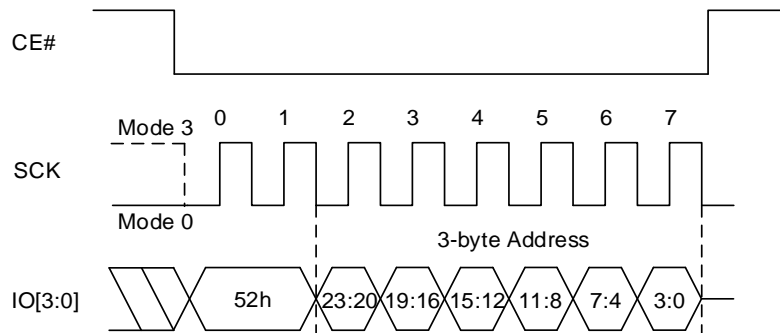 CE#
0 1 2 3 4 5 6 7
Mode 3
SCK
Mode 0
3-byte Address
IO[3:0]
52h 23:20 19:16 15:12 11:8 7:4 3:0